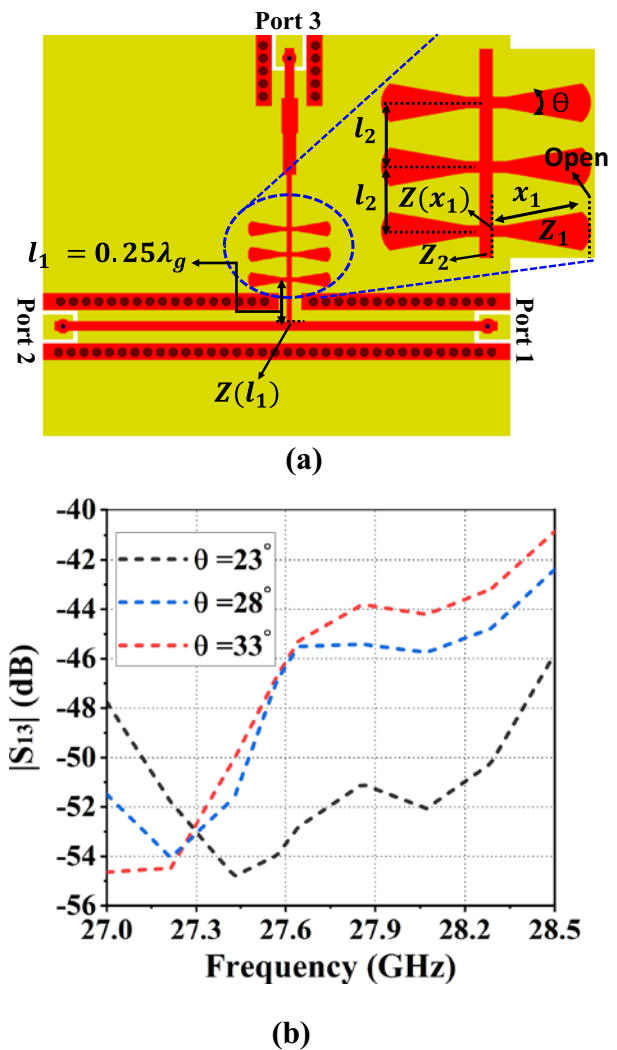 Port 3
θ
l₂
Open
l₂
Z(x₁)
x₁
Z₁
Z₂
l₁ = 0.25λg
Port 2
Port 1
Z(l₁)
(a)
-40
-42
-44
-46
-48
-50
-52
-54
-56
|S₁₃| (dB)
θ =23°
θ =28°
θ =33°
27.0 27.3 27.6 27.9 28.2 28.5
Frequency (GHz)
(b)